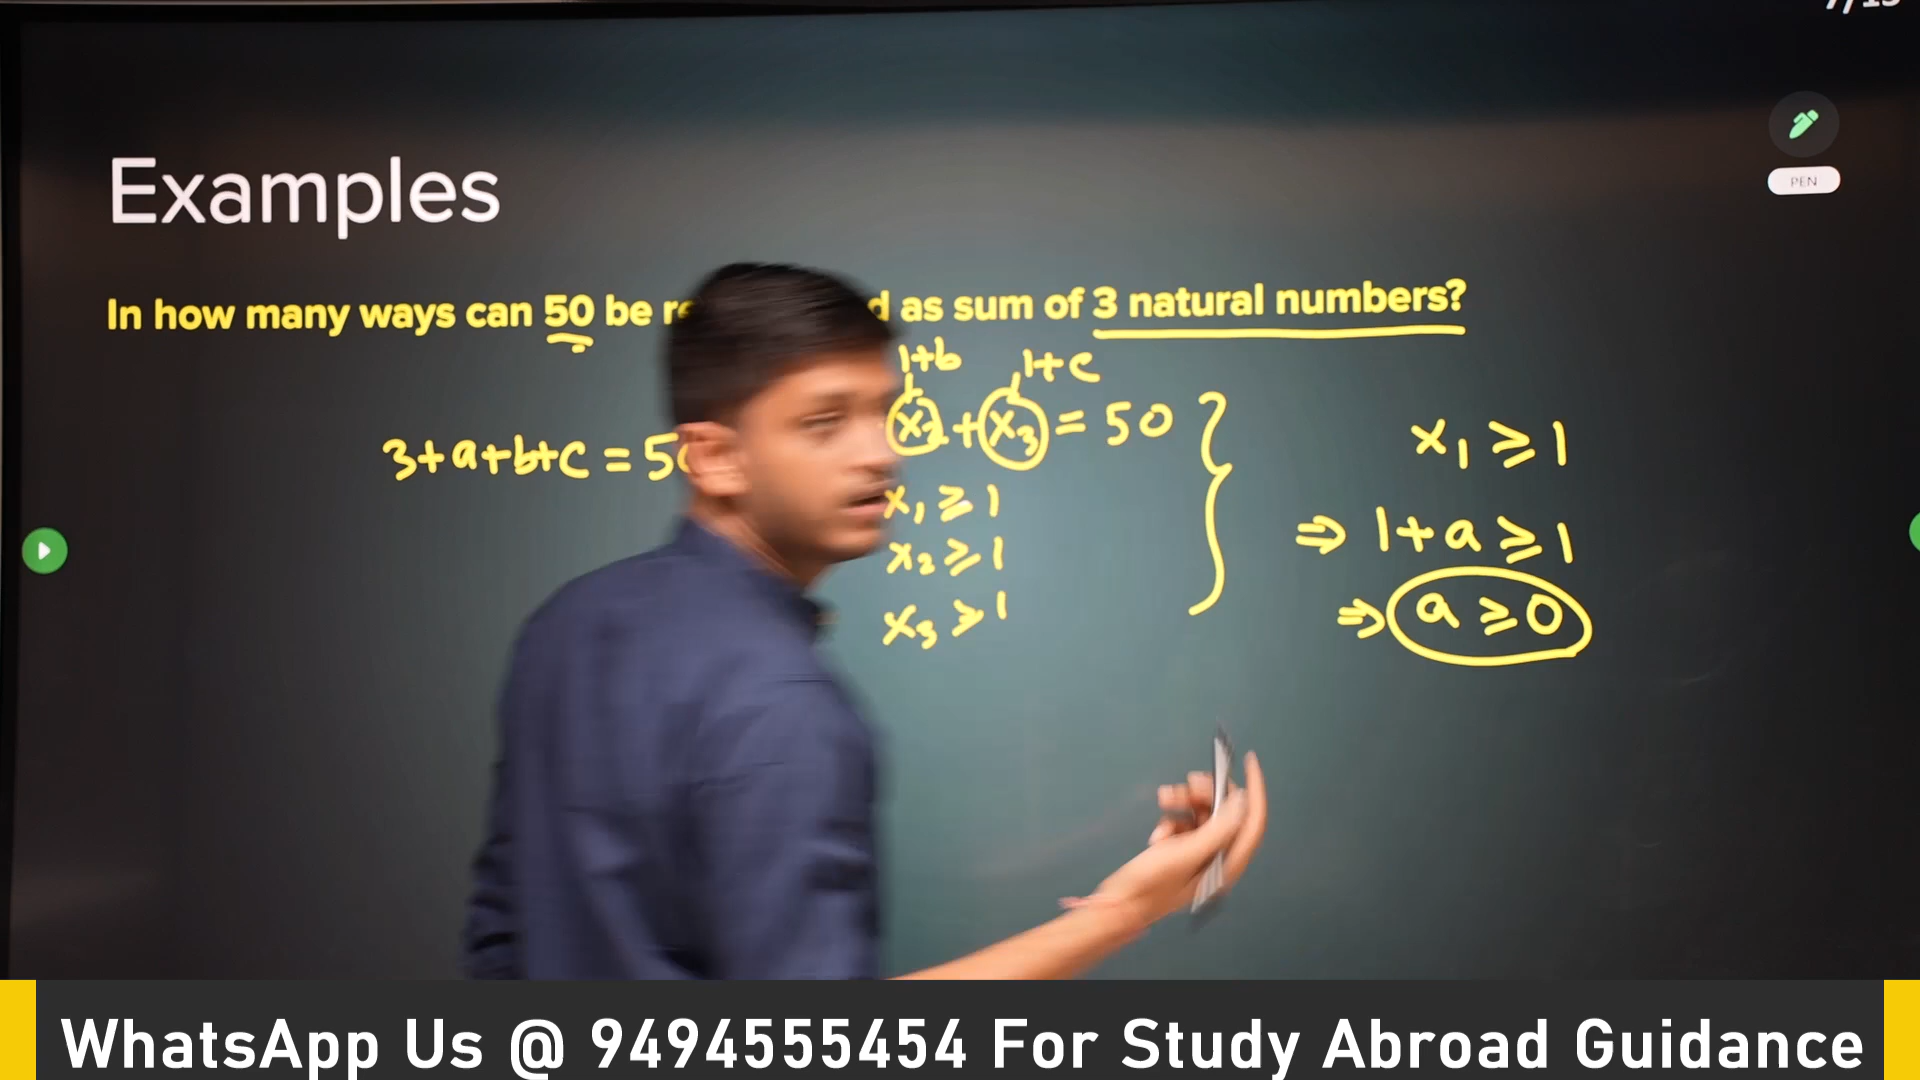 Examples
PEN
In how many ways can 50 be as sum of 3 natural numbers?
1+b 1+c
x2+x3=50
3+a+b+c=5
x1≥1
x2≥1
x3≥1
x1≥1
⇒ 1+a≥1
⇒ a≥0
WhatsApp Us @ 9494555454 For Study Abroad Guidance